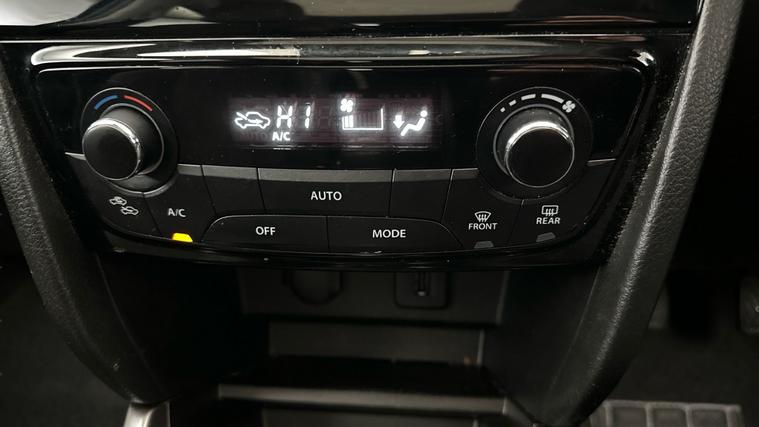 HI
A/C
AUTO
A/C
OFF
MODE
FRONT
REAR